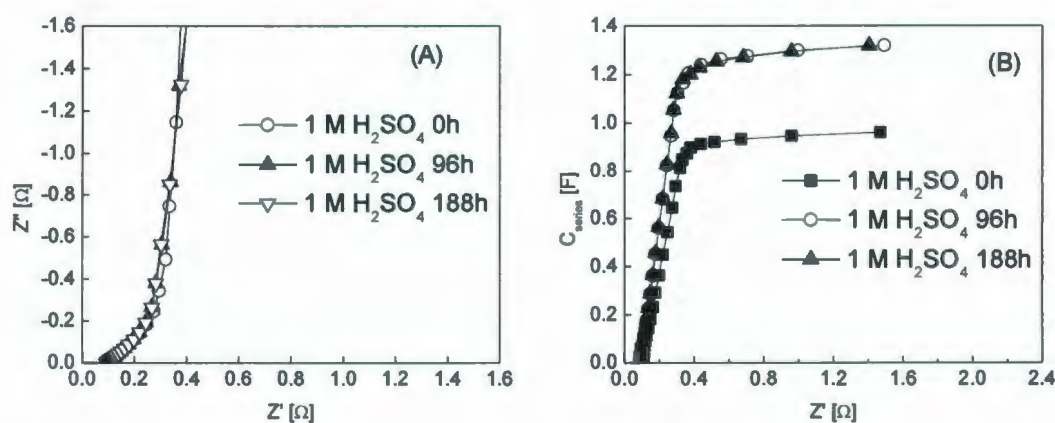 (A)
-1.6
-1.4
-1.2
-1.0
-0.8
-0.6
-0.4
-0.2
0.0
Z'' [Ω]
1 M H₂SO₄ 0h
1 M H₂SO₄ 96h
1 M H₂SO₄ 188h
0.0 0.2 0.4 0.6 0.8 1.0 1.2 1.4 1.6
Z' [Ω]
(B)
1.4
1.2
1.0
0.8
0.6
0.4
0.2
0.0
C_series [F]
1 M H₂SO₄ 0h
1 M H₂SO₄ 96h
1 M H₂SO₄ 188h
0.0 0.4 0.8 1.2 1.6 2.0 2.4
Z' [Ω]